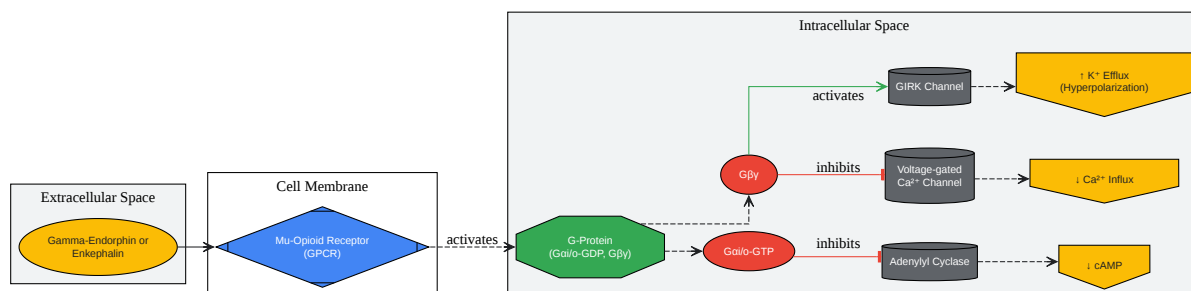 Intracellular Space
↑ K⁺ Efflux
(Hyperpolarization)
GIRK Channel
activates
Gβγ
inhibits
Voltage-gated
Ca²⁺ Channel
↓ Ca²⁺ Influx
Extracellular Space
Gamma-Endorphin or
Enkephalin
Cell Membrane
Mu-Opioid Receptor
(GPCR)
activates
G-Protein
(Gαi/o-GDP, Gβγ)
Gαi/o-GTP
inhibits
Adenylyl Cyclase
↓ cAMP